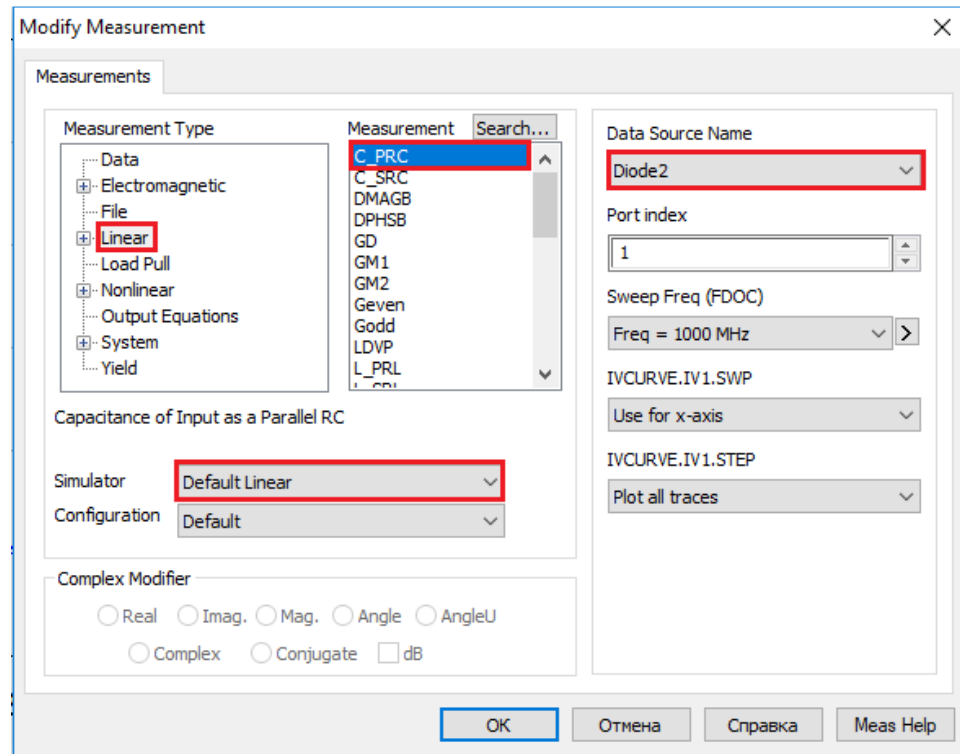 Modify Measurement
Measurements
Measurement Type
Data
Electromagnetic
File
Linear
Load Pull
Nonlinear
Output Equations
System
Yield
Measurement
Search...
C_PRC
C_SRC
DMAGB
DPHSB
GD
GM1
GM2
Geven
Godd
LDVP
L_PRL
Capacitance of Input as a Parallel RC
Simulator
Default Linear
Configuration
Default
Complex Modifier
Real Imag. Mag. Angle AngleU
Complex Conjugate dB
Data Source Name
Diode2
Port index
1
Sweep Freq (FDOC)
Freq = 1000 MHz
>
IVCURVE.IV1.SWP
Use for x-axis
IVCURVE.IV1.STEP
Plot all traces
OK Отмена Справка Meas Help